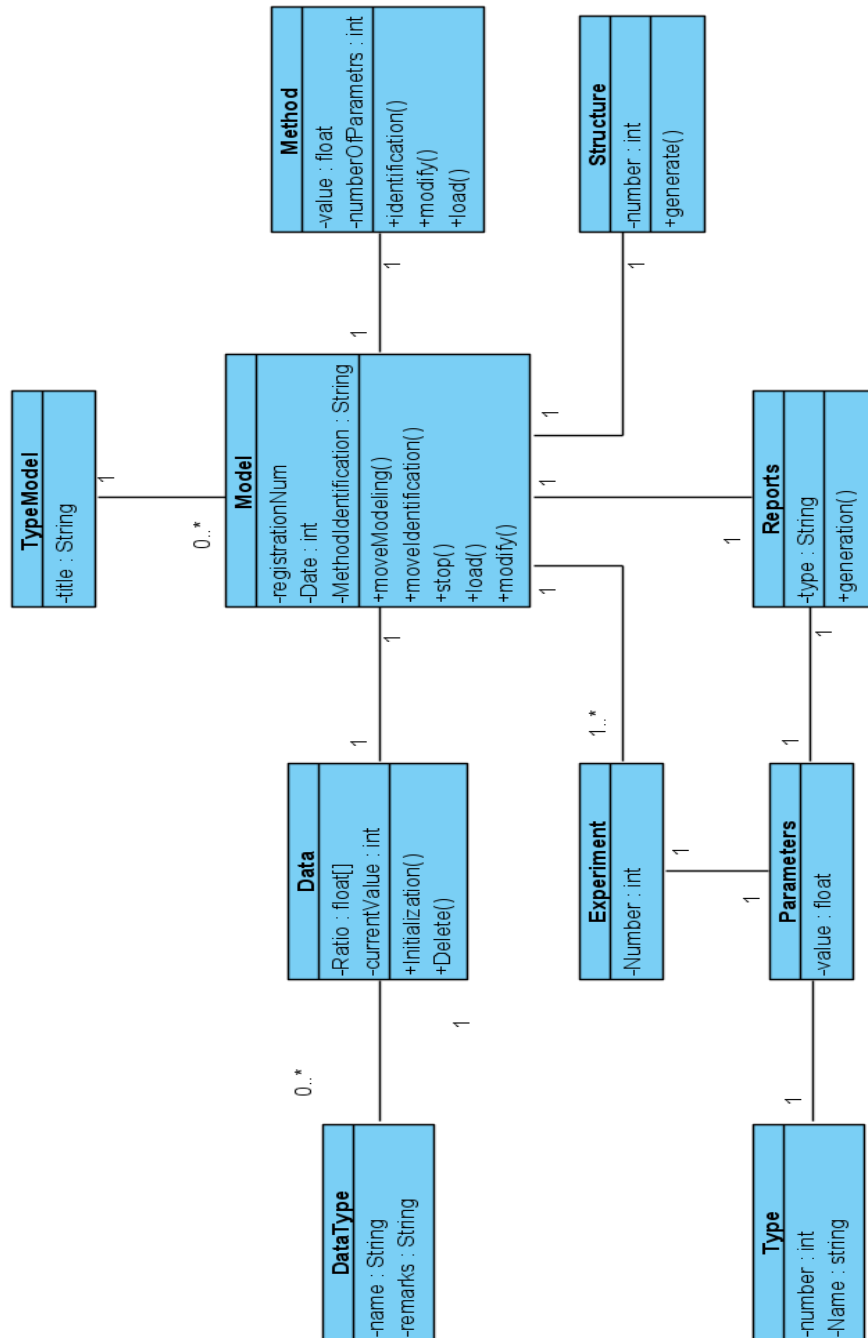 TypeModel
-title : String
1
0..*
DataType
-name : String
-remarks : String
0..*
1
Data
-Ratio : float[]
-currentValue : int
+Initialization()
+Delete()
1
1
Model
-registrationNum
-Date : int
-MethodIdentification : String
+moveModeling()
+moveIdentification()
+stop()
+load()
+modify()
1
1
Method
-value : float
-numberOfParametrs : int
+identification()
+modify()
+load()
1
1
1
1..*
Experiment
-Number : int
1
Structure
-number : int
+generate()
1
1
1
Type
-number : int
-Name : string
1
Parameters
-value : float
1
1
Reports
-type : String
+generation()